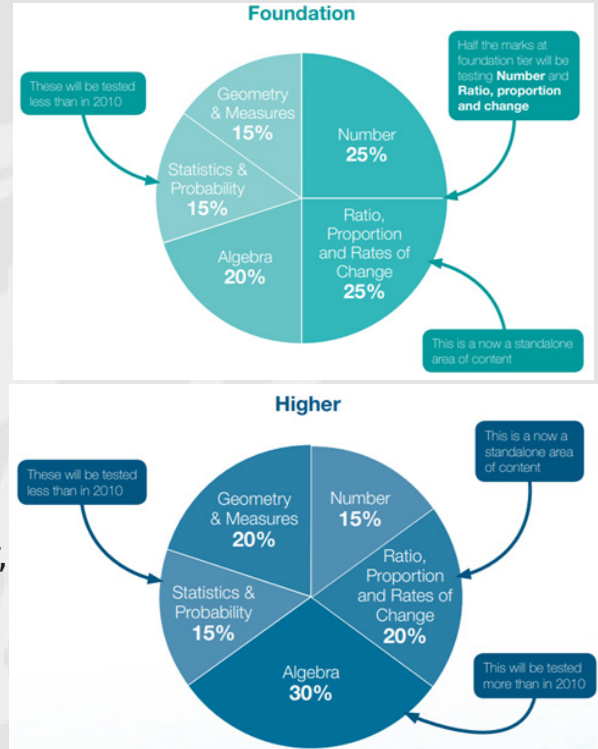 Foundation
These will be tested
less than in 2010
Half the marks at
foundation tier will be
testing Number and
Ratio, proportion
and change
Geometry
& Measures
15%
Number
25%
Statistics &
Probability
15%
Ratio,
Proportion
and Rates of
Change
25%
Algebra
20%
This is a now a standalone
area of content
Higher
These will be tested
less than in 2010
This is a now a
standalone area
of content
Geometry
& Measures
20%
Number
15%
,
Statistics &
Probability
15%
Ratio,
Proportion
and Rates of
Change
20%
Algebra
30%
This will be tested
more than in 2010